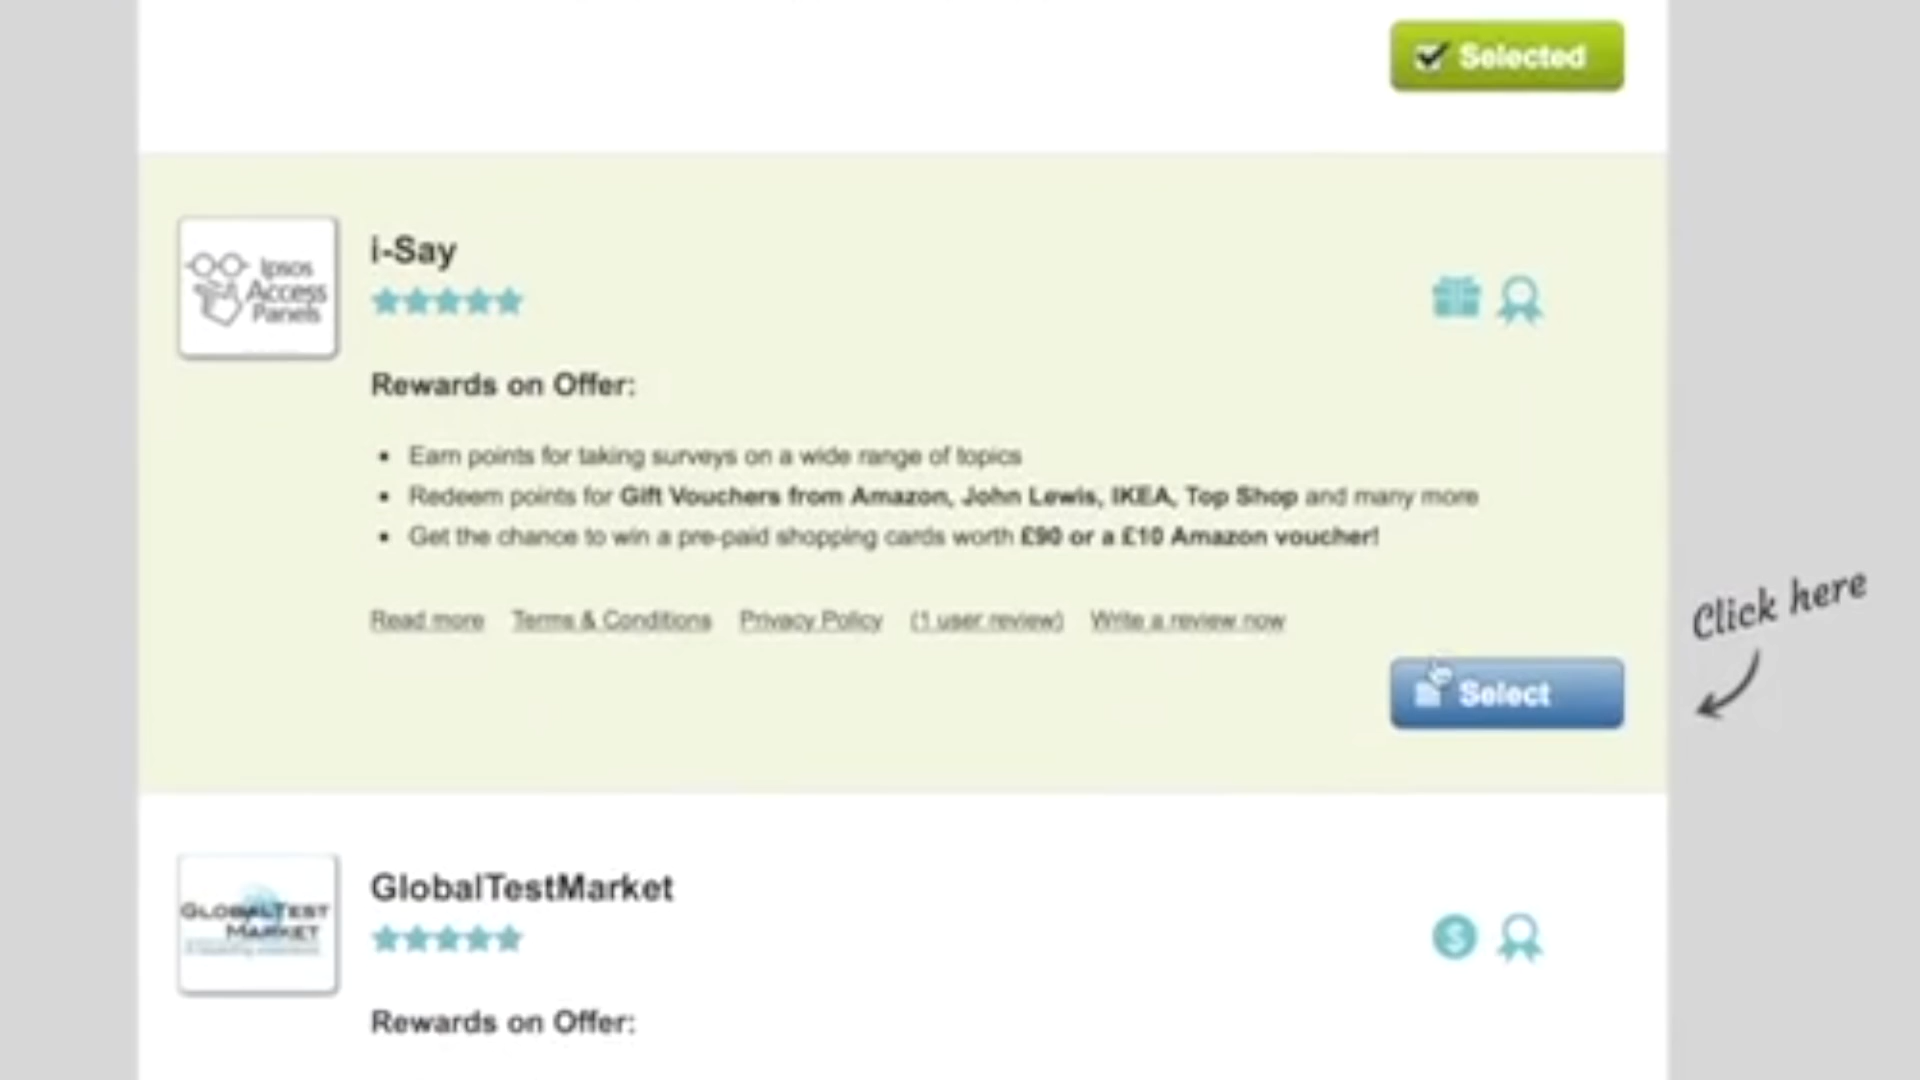 Selected
i-Say
Ipsos
Access
Panels
Rewards on Offer:
Earn points for taking surveys on a wide range of topics
Redeem points for Gift Vouchers from Amazon, John Lewis, IKEA, Top Shop and many more
Get the chance to win a pre-paid shopping cards worth £90 or a £10 Amazon voucher!
Read more Terms & Conditions Privacy Policy (1 user review) Write a review now
Click here
Select
GlobalTestMarket
GLOBALTEST
MARKET
Rewards on Offer: